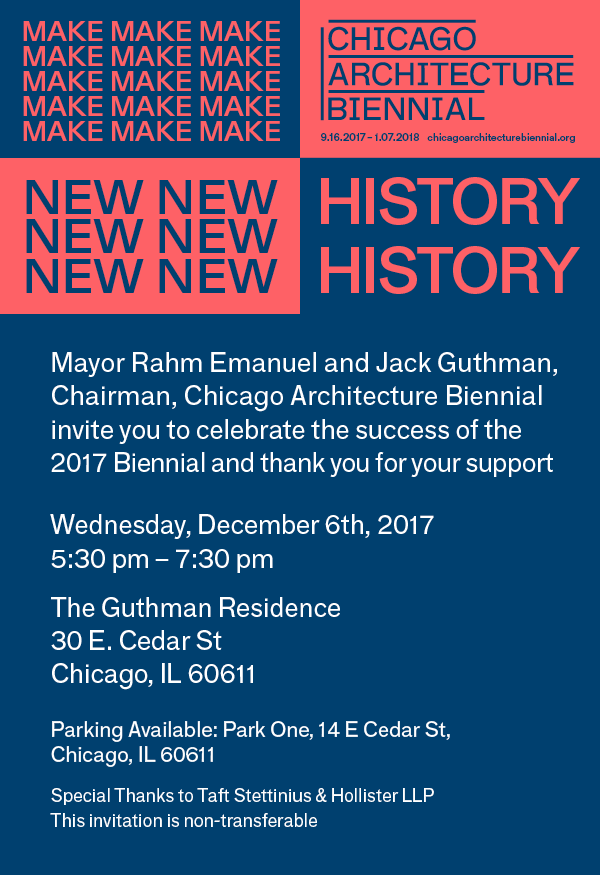 MAKE MAKE MAKE
MAKE MAKE MAKE
MAKE MAKE MAKE
MAKE MAKE MAKE
MAKE MAKE MAKE
CHICAGO
ARCHITECTURE
BIENNIAL
9.16.2017 – 1.07.2018 chicagoarchitecturebiennial.org
NEW NEW
NEW NEW
NEW NEW
HISTORY
HISTORY
Mayor Rahm Emanuel and Jack Guthman,
Chairman, Chicago Architecture Biennial
invite you to celebrate the success of the
2017 Biennial and thank you for your support
Wednesday, December 6th, 2017
5:30 pm – 7:30 pm
The Guthman Residence
30 E. Cedar St
Chicago, IL 60611
Parking Available: Park One, 14 E Cedar St,
Chicago, IL 60611
Special Thanks to Taft Stettinius & Hollister LLP
This invitation is non-transferable